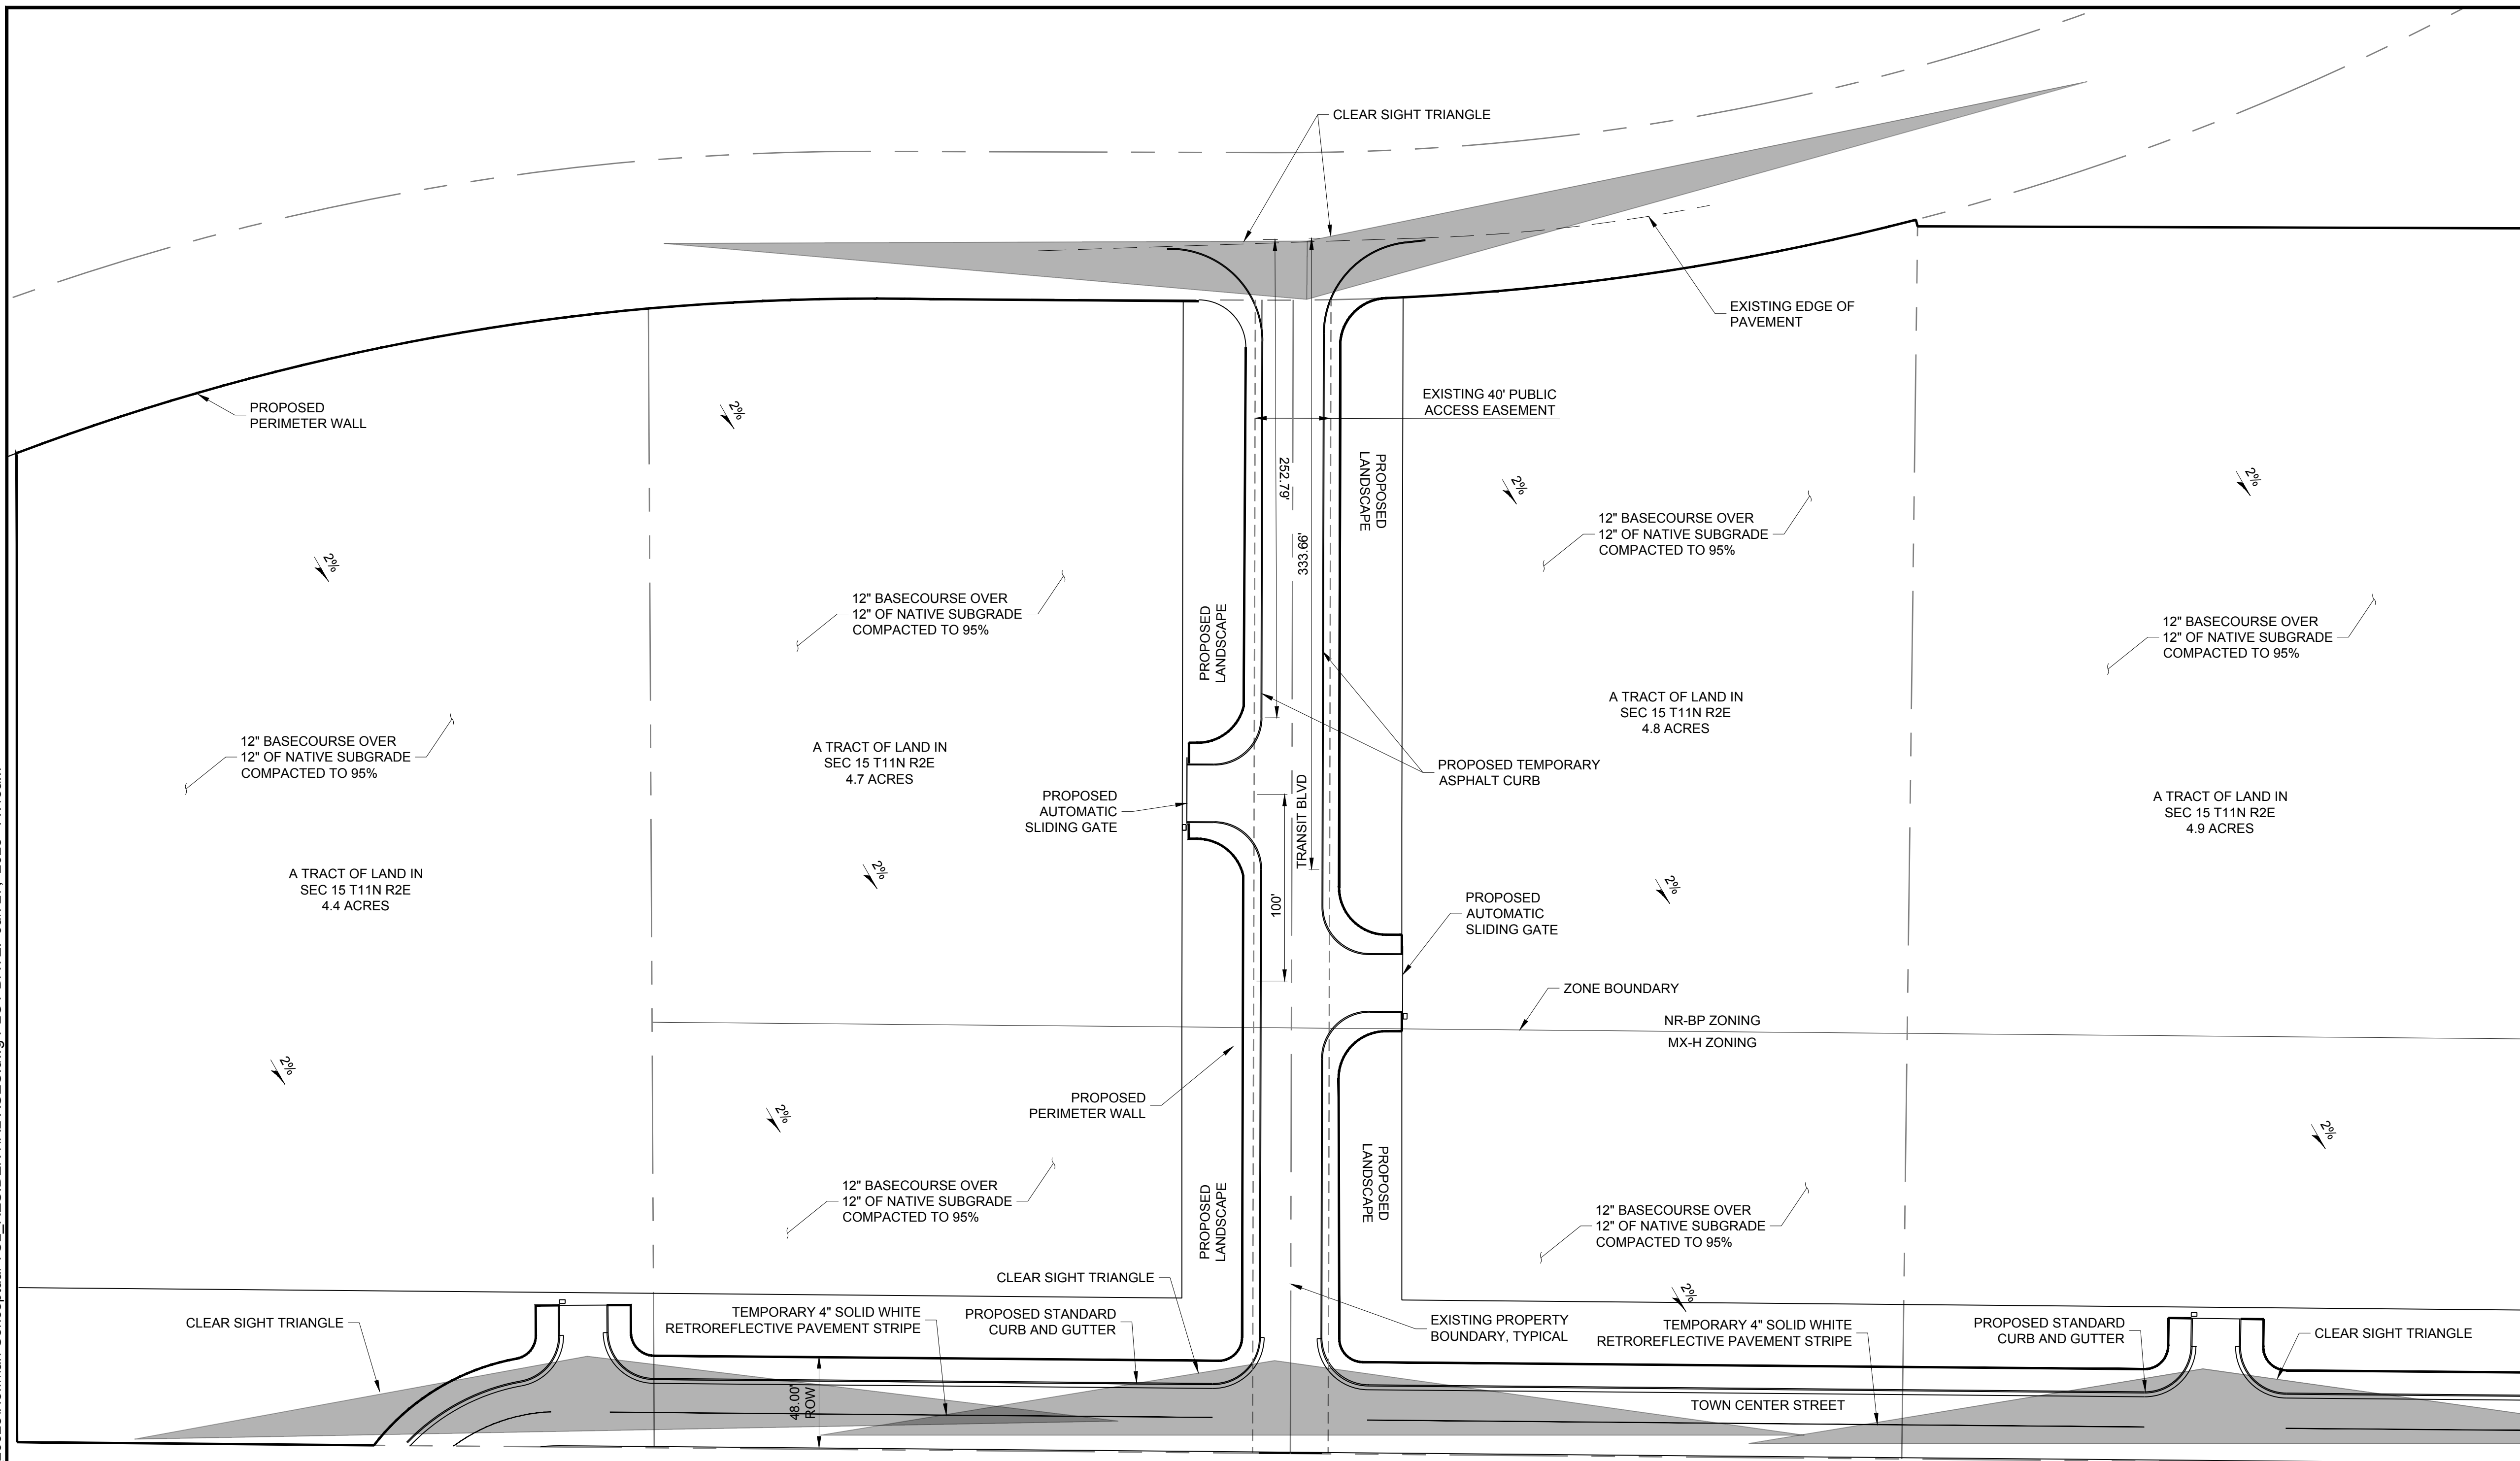 CLEAR SIGHT TRIANGLE
EXISTING EDGE OF
PAVEMENT
PROPOSED
PERIMETER WALL
2%
EXISTING 40' PUBLIC
ACCESS EASEMENT
252.79'
333.66'
PROPOSED
LANDSCAPE
2%
2%
12" BASECOURSE OVER
12" OF NATIVE SUBGRADE
COMPACTED TO 95%
2%
12" BASECOURSE OVER
12" OF NATIVE SUBGRADE
COMPACTED TO 95%
PROPOSED
LANDSCAPE
12" BASECOURSE OVER
12" OF NATIVE SUBGRADE
COMPACTED TO 95%
A TRACT OF LAND IN
SEC 15 T11N R2E
4.8 ACRES
12" BASECOURSE OVER
12" OF NATIVE SUBGRADE
COMPACTED TO 95%
A TRACT OF LAND IN
SEC 15 T11N R2E
4.7 ACRES
PROPOSED TEMPORARY
ASPHALT CURB
PROPOSED
AUTOMATIC
SLIDING GATE
TRANSIT BLVD
A TRACT OF LAND IN
SEC 15 T11N R2E
4.9 ACRES
A TRACT OF LAND IN
SEC 15 T11N R2E
4.4 ACRES
2%
100'
2%
PROPOSED
AUTOMATIC
SLIDING GATE
ZONE BOUNDARY
NR-BP ZONING
MX-H ZONING
2%
PROPOSED
PERIMETER WALL
2%
2%
12" BASECOURSE OVER
12" OF NATIVE SUBGRADE
COMPACTED TO 95%
PROPOSED
LANDSCAPE
PROPOSED
LANDSCAPE
12" BASECOURSE OVER
12" OF NATIVE SUBGRADE
COMPACTED TO 95%
CLEAR SIGHT TRIANGLE
2%
CLEAR SIGHT TRIANGLE
TEMPORARY 4" SOLID WHITE
RETROREFLECTIVE PAVEMENT STRIPE
PROPOSED STANDARD
CURB AND GUTTER
EXISTING PROPERTY
BOUNDARY, TYPICAL
TEMPORARY 4" SOLID WHITE
RETROREFLECTIVE PAVEMENT STRIPE
PROPOSED STANDARD
CURB AND GUTTER
CLEAR SIGHT TRIANGLE
48.00'
ROW
TOWN CENTER STREET